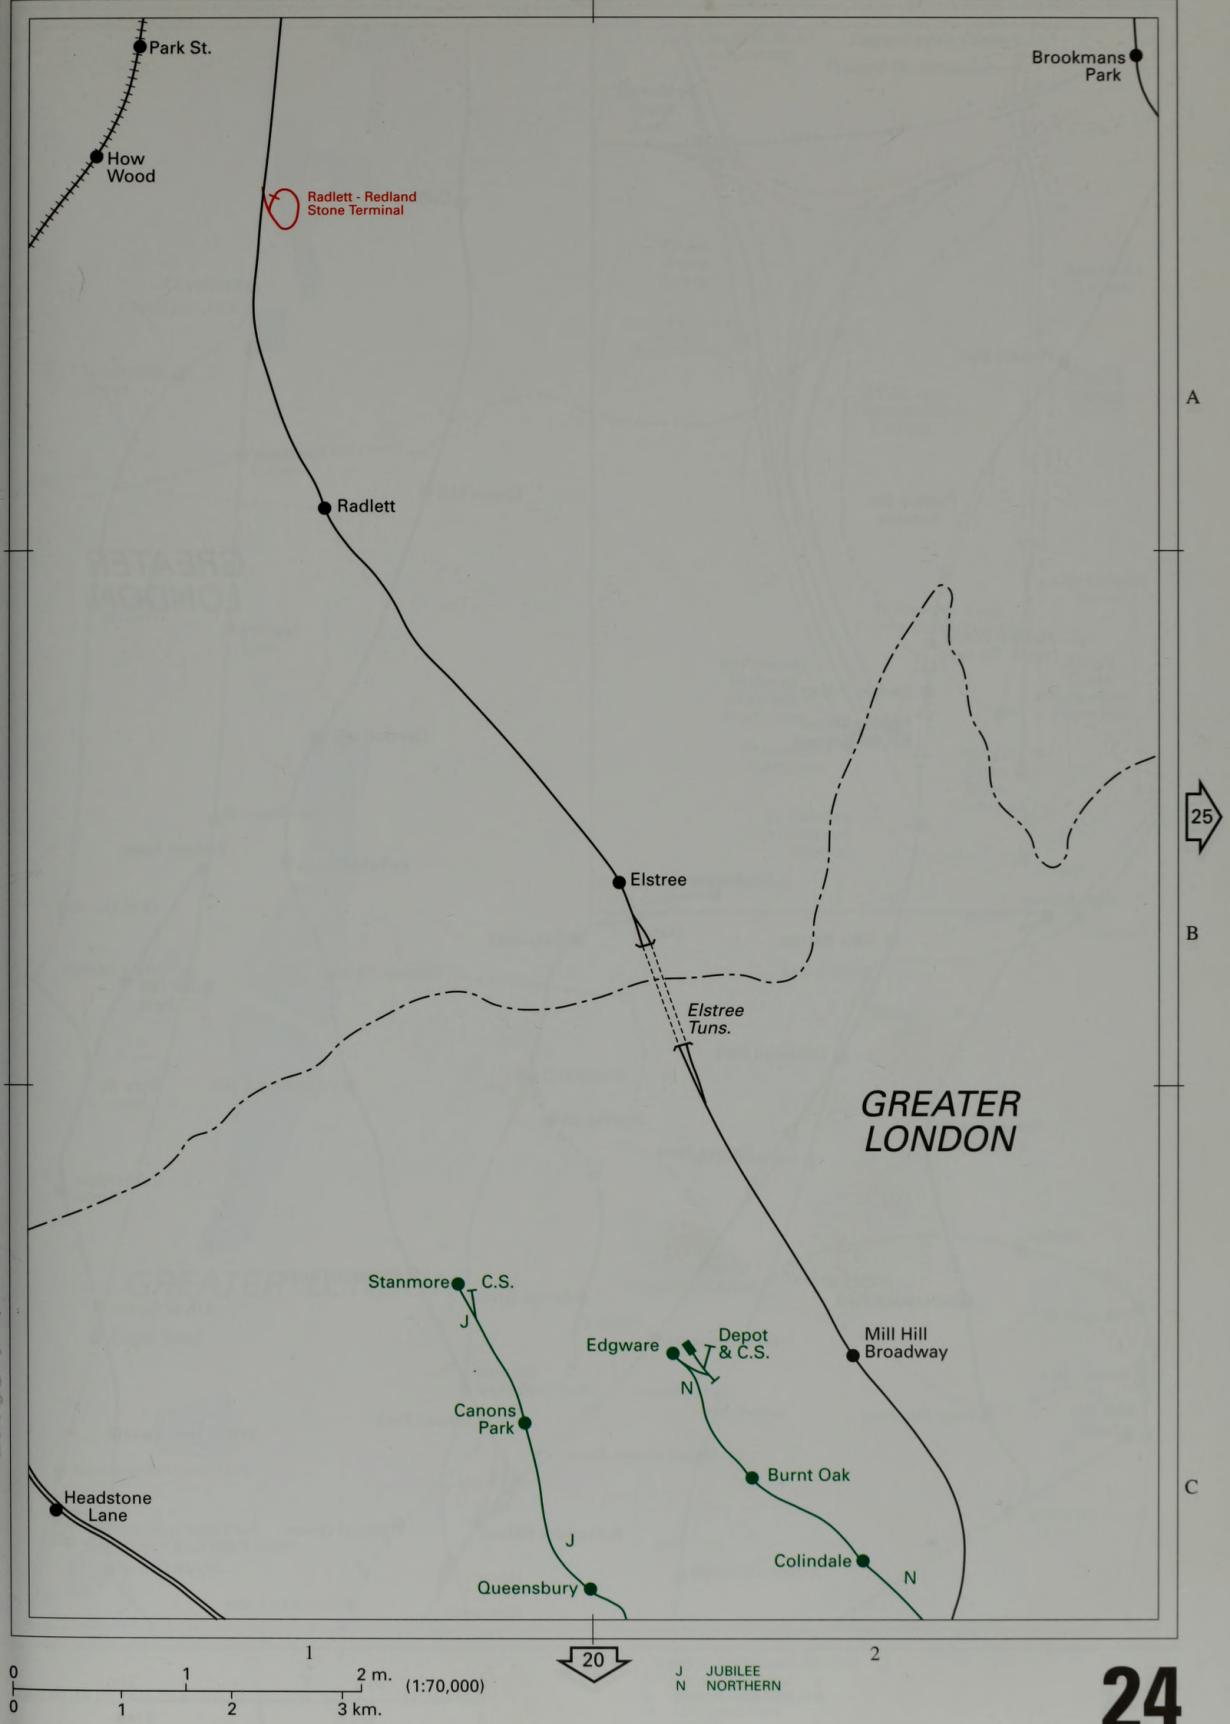 Park St.
Brookmans
Park
How
Wood
Radlett - Redland
Stone Terminal
A
Radlett
25
Elstree
B
Elstree
Tuns.
GREATER
LONDON
Stanmore
C.S.
J
Edgware
Depot
& C.S.
N
Mill Hill
Broadway
Canons
Park
Burnt Oak
Headstone
Lane
C
J
Colindale
N
Queensbury
1
20
2
0 1 2 m.
(1:70,000)
0 1 2 3 km.
J JUBILEE
N NORTHERN
24